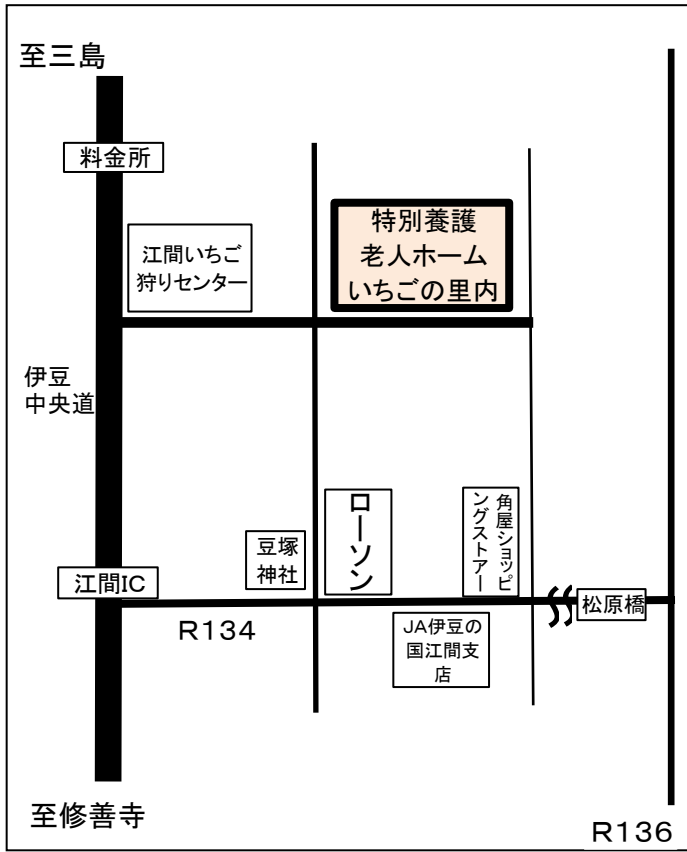 至三島
料金所
江間いちご
狩りセンター
特別養護
老人ホーム
いちごの里内
伊豆
中央道
ローソン
角屋ショッピ
ングストアー
豆塚
神社
江間IC
松原橋
R134
JA伊豆の
国江間支
店
至修善寺
R136